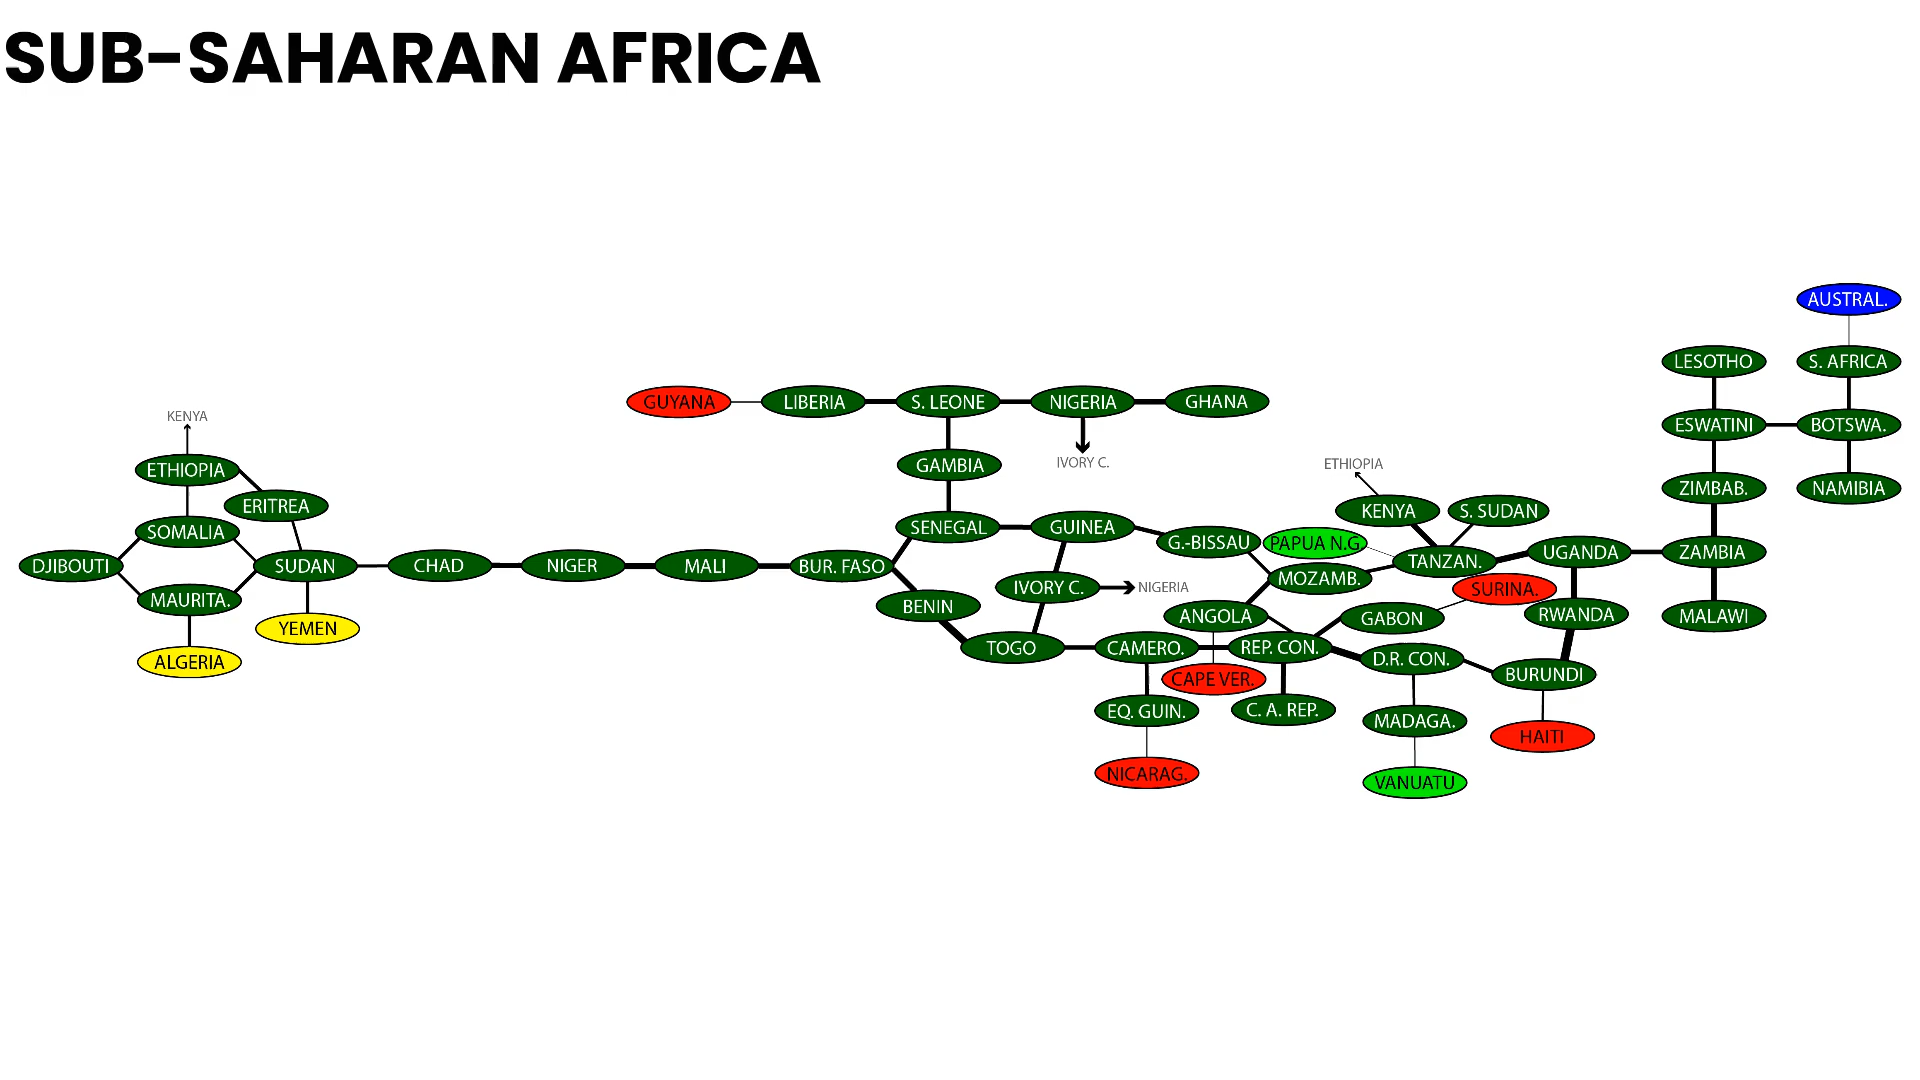 SUB-SAHARAN AFRICA
AUSTRAL.
LESOTHO
S. AFRICA
GUYANA
LIBERIA
S. LEONE
NIGERIA
GHANA
KENYA
ESWATINI
BOTSWA.
IVORY C.
ETHIOPIA
GAMBIA
ETHIOPIA
ZIMBAB.
NAMIBIA
ERITREA
KENYA
S. SUDAN
SOMALIA
SENEGAL
GUINEA
G.-BISSAU
PAPUA N.G
UGANDA
ZAMBIA
DJIBOUTI
SUDAN
CHAD
NIGER
MALI
BUR. FASO
TANZAN.
MOZAMB.
IVORY C.
NIGERIA
SURINA.
MAURITA.
BENIN
ANGOLA
GABON
RWANDA
MALAWI
YEMEN
TOGO
CAMERO.
REP. CON.
D.R. CON.
ALGERIA
CAPE VER.
BURUNDI
EQ. GUIN.
C. A. REP.
MADAGA.
HAITI
NICARAG.
VANUATU